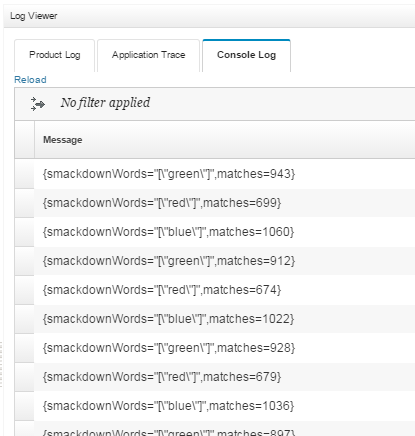 Log Viewer
Product Log
Application Trace
Console Log
Reload
No filter applied
Message
{smackdownWords="[\"green\"]",matches=943}
{smackdownWords="[\"red\"]",matches=699}
{smackdownWords="[\"blue\"]",matches=1060}
{smackdownWords="[\"green\"]",matches=912}
{smackdownWords="[\"red\"]",matches=674}
{smackdownWords="[\"blue\"]",matches=1022}
{smackdownWords="[\"green\"]",matches=928}
{smackdownWords="[\"red\"]",matches=679}
{smackdownWords="[\"blue\"]",matches=1036}
{smackdownWords="[\"green\"]",matches=897}